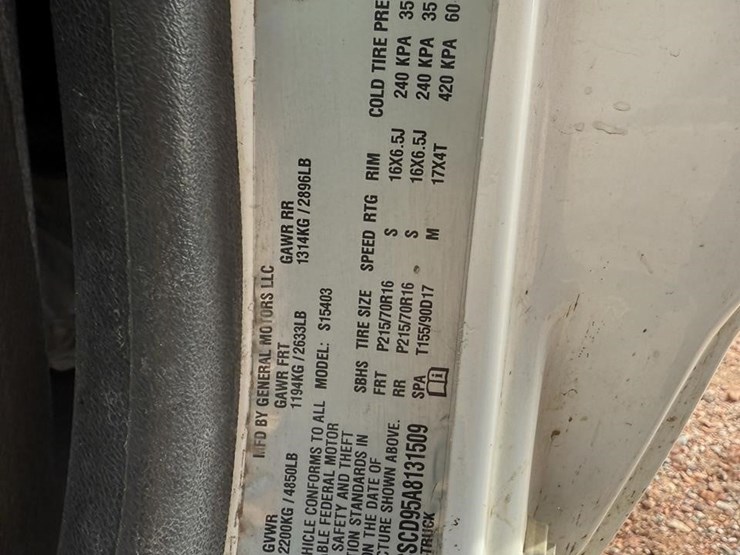 MFD BY GENERAL MOTORS LLC
GVWR GAWR FRT GAWR RR
2200KG / 4850LB 1194KG / 2633LB 1314KG / 2896LB
HICLE CONFORMS TO ALL MODEL: S15403
BLE FEDERAL MOTOR
SAFETY AND THEFT
ION STANDARDS IN
N THE DATE OF
CTURE SHOWN ABOVE.
SCD95A8131509
TRUCK
SBHS TIRE SIZE SPEED RTG RIM COLD TIRE PRE
FRT P215/70R16 S 16X6.5J 240 KPA 35
RR P215/70R16 S 16X6.5J 240 KPA 35
SPA T155/90D17 M 17X4T 420 KPA 60